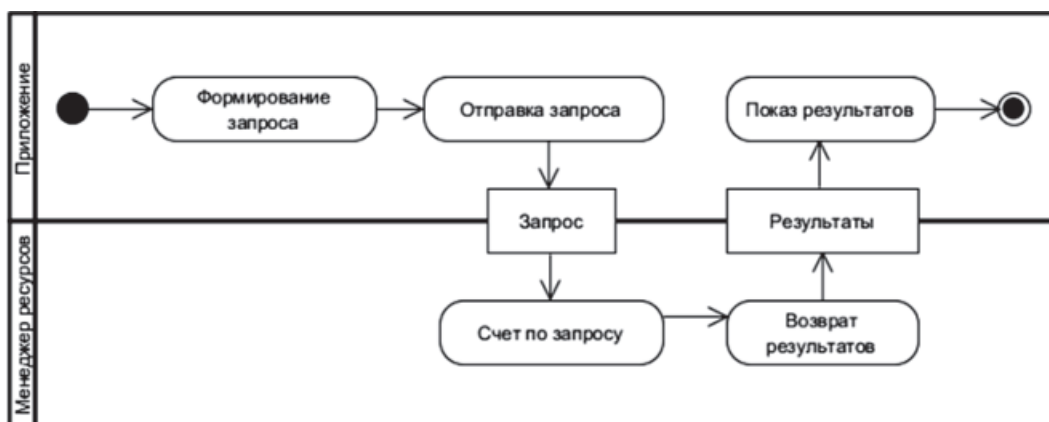 Приложение
Формирование
запроса
Отправка запроса
Показ результатов
Запрос
Результаты
Менеджер ресурсов
Счет по запросу
Возврат
результатов